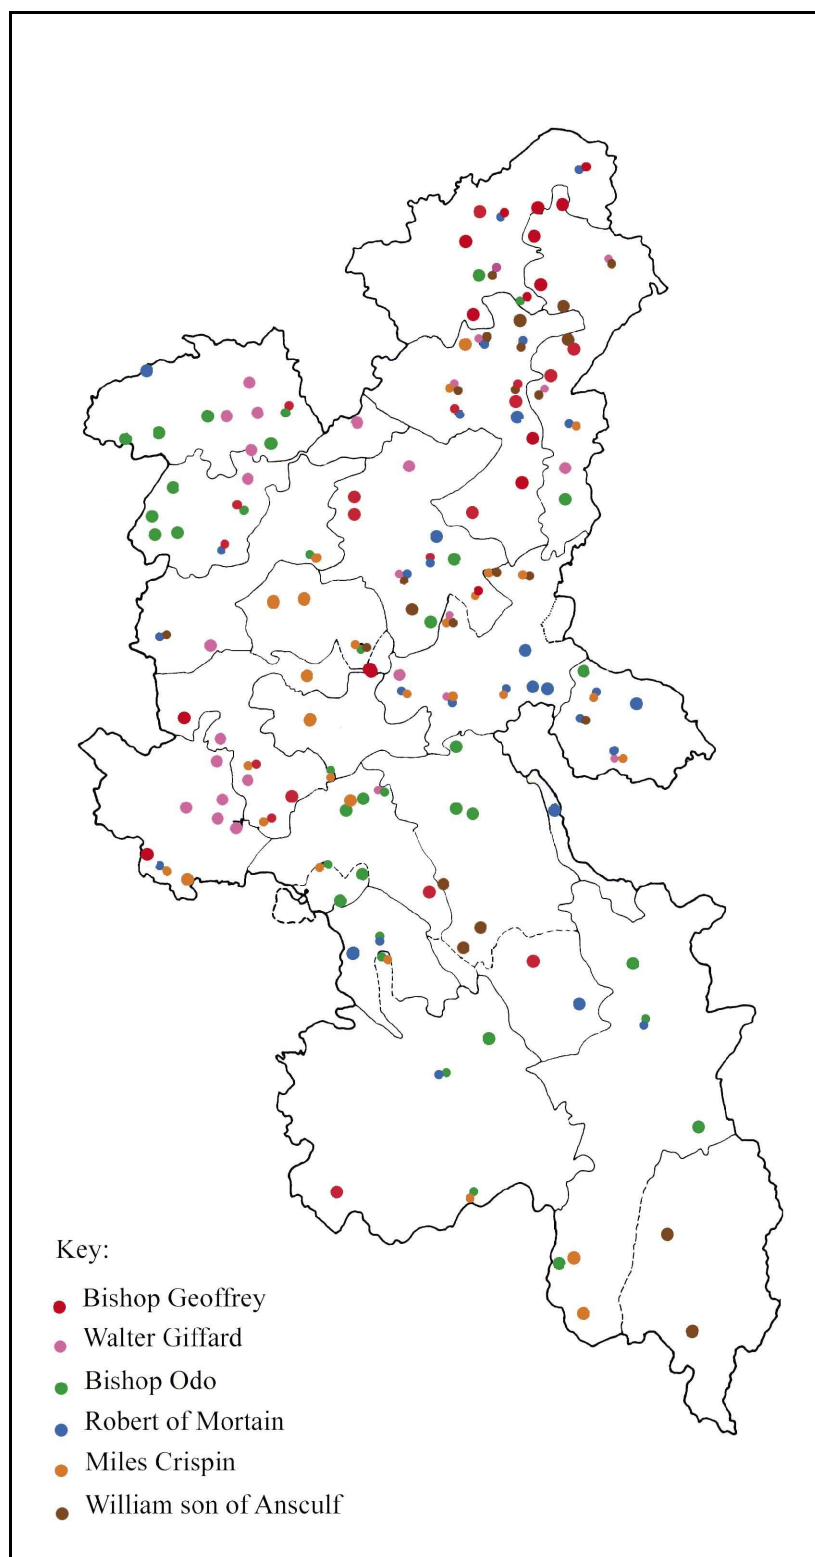 Key:
Bishop Geoffrey
Walter Giffard
Bishop Odo
Robert of Mortain
Miles Crispin
William son of Ansculf